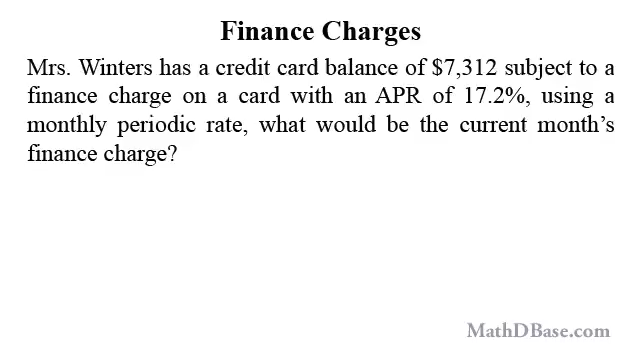 Finance Charges
Mrs. Winters has a credit card balance of $7,312 subject to a
finance charge on a card with an APR of 17.2%, using a
monthly periodic rate, what would be the current month’s
finance charge?
MathDBase.com